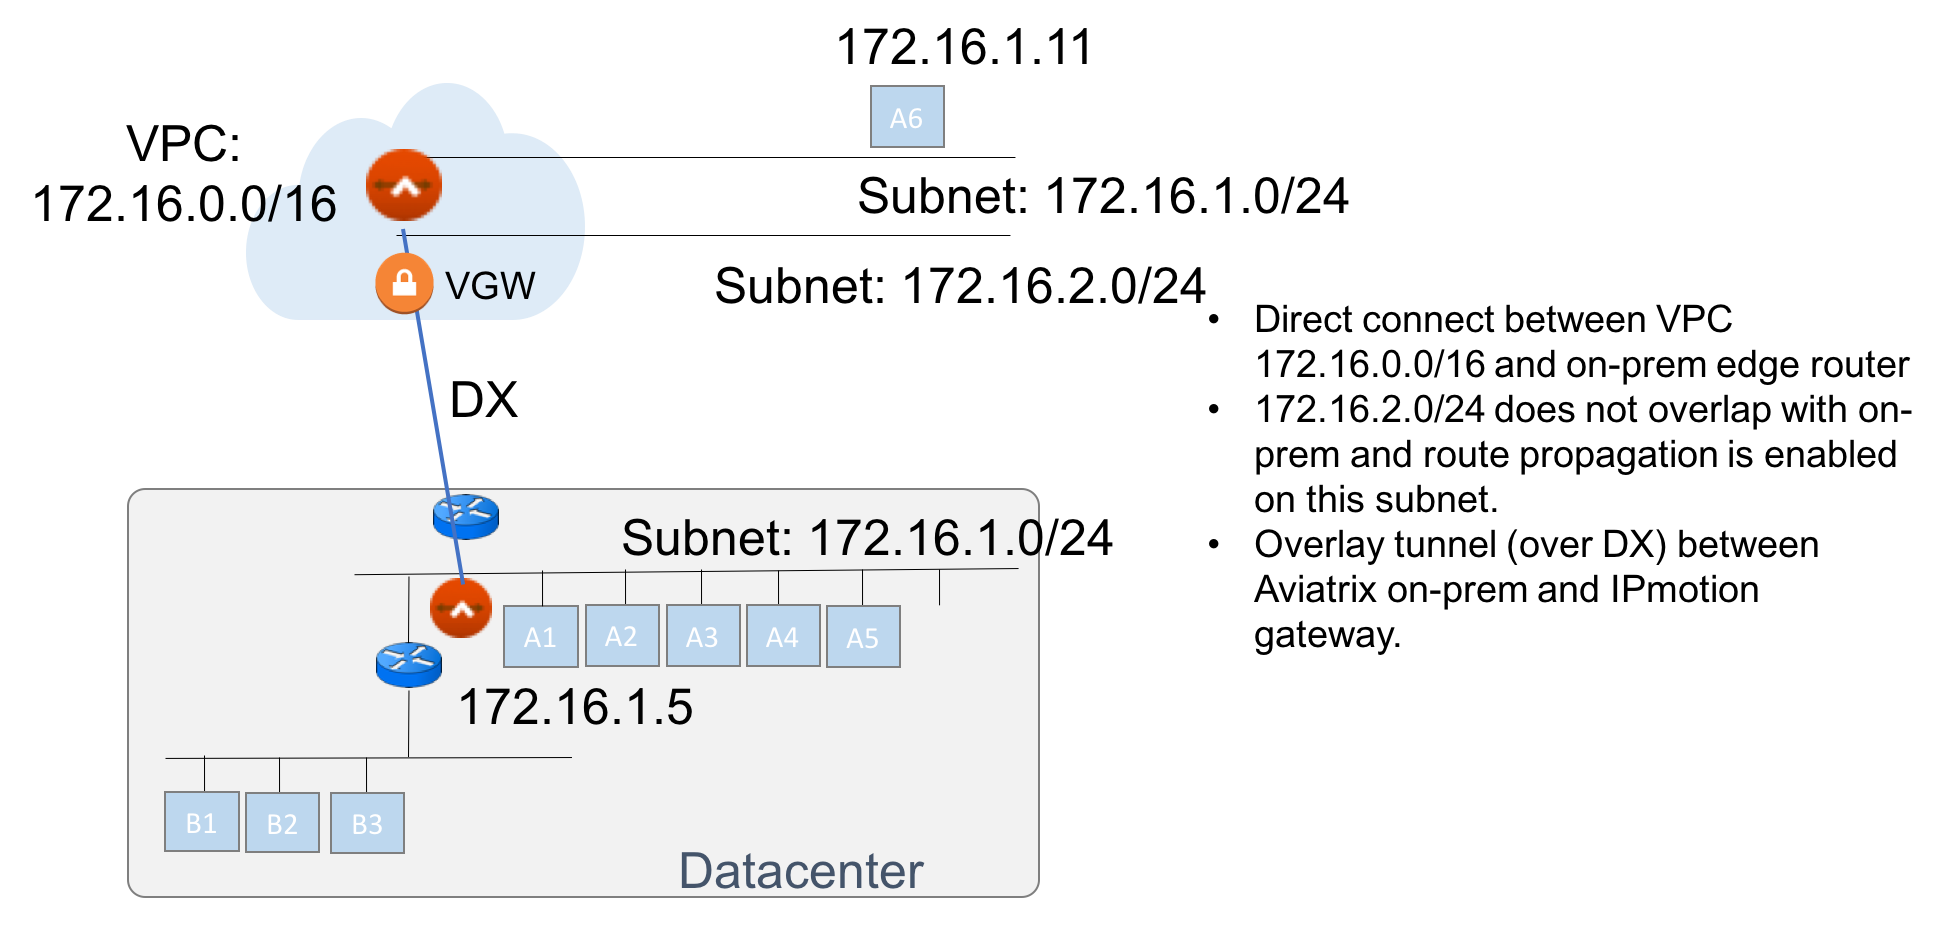 172.16.1.11
A6
VPC:
172.16.0.0/16
Subnet: 172.16.1.0/24
VGW
Subnet: 172.16.2.0/24
DX
Subnet: 172.16.1.0/24
A1
A2
A3
A4
A5
172.16.1.5
B1
B2
B3
Datacenter
• Direct connect between VPC
172.16.0.0/16 and on-prem edge router
• 172.16.2.0/24 does not overlap with on-
prem and route propagation is enabled
on this subnet.
• Overlay tunnel (over DX) between
Aviatrix on-prem and IPmotion
gateway.